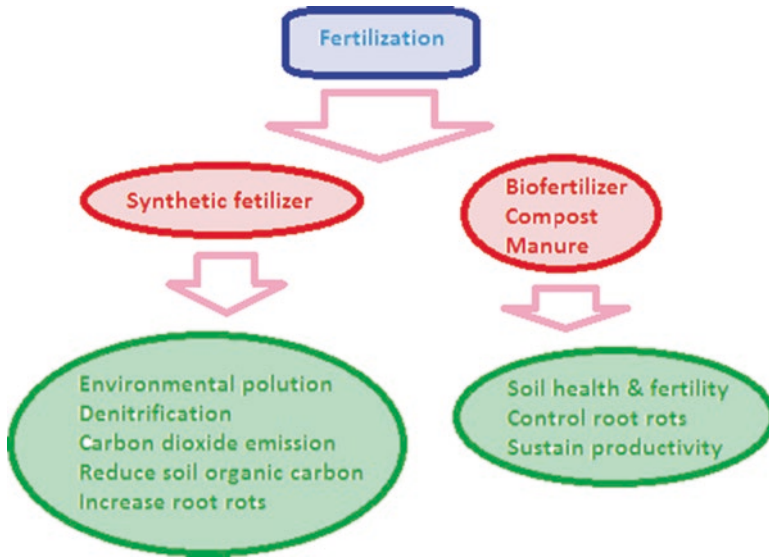 Fertilization
Synthetic fetilizer
Biofertilizer
Compost
Manure
Environmental polution
Denitrification
Carbon dioxide emission
Reduce soil organic carbon
Increase root rots
Soil health & fertility
Control root rots
Sustain productivity